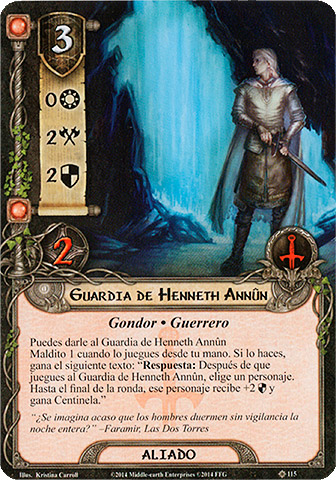 3
0
2
2
2
Guardia de Henneth Annûn
Gondor • Guerrero
Puedes darle al Guardia de Henneth Annûn
Maldito 1 cuando lo juegues desde tu mano. Si lo haces,
gana el siguiente texto: “Respuesta: Después de que
juegues al Guardia de Henneth Annûn, elige un personaje.
Hasta el final de la ronda, ese personaje recibe +2 y
gana Centinela.”
“¿Se imagina acaso que los hombres duermen sin vigilancia la
noche entera?” –Faramir, Las Dos Torres
ALIADO
Illus. Kristina Carroll
©2014 Middle-earth Enterprises ©2014 FFG
115